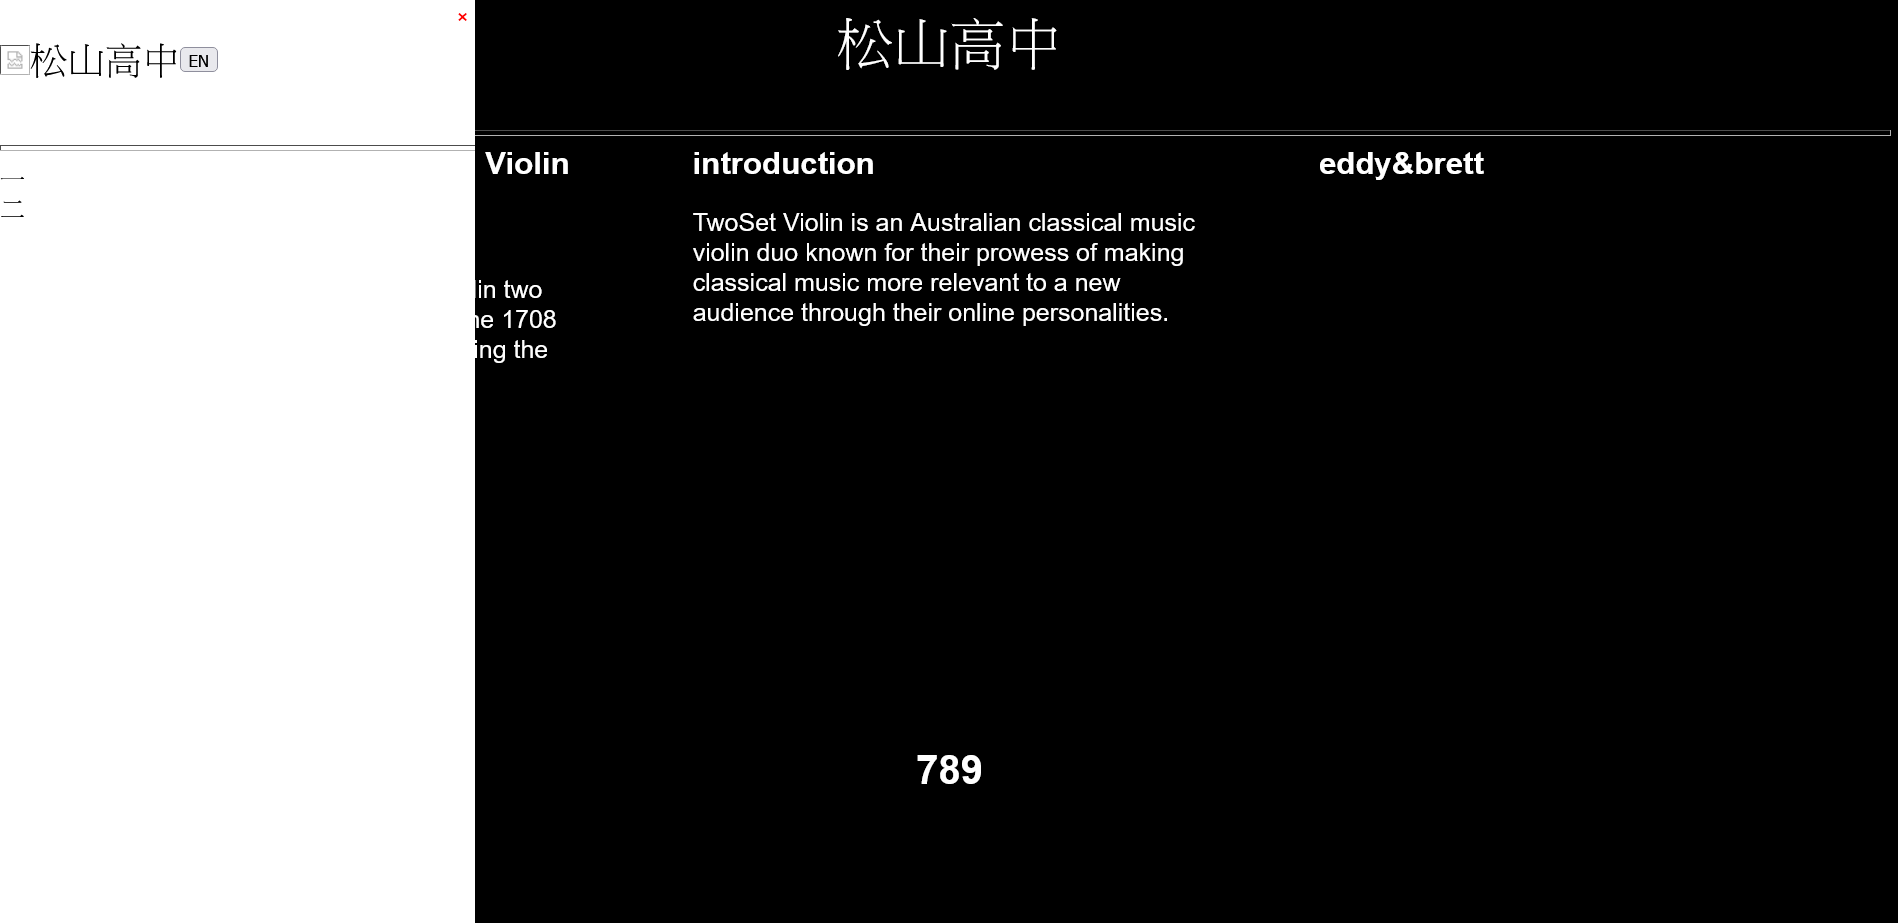 ×
松山高中 EN
一
二
松山高中
Violin
in two
1708
ing the
introduction
TwoSet Violin is an Australian classical music
violin duo known for their prowess of making
classical music more relevant to a new
audience through their online personalities.
eddy&brett
789